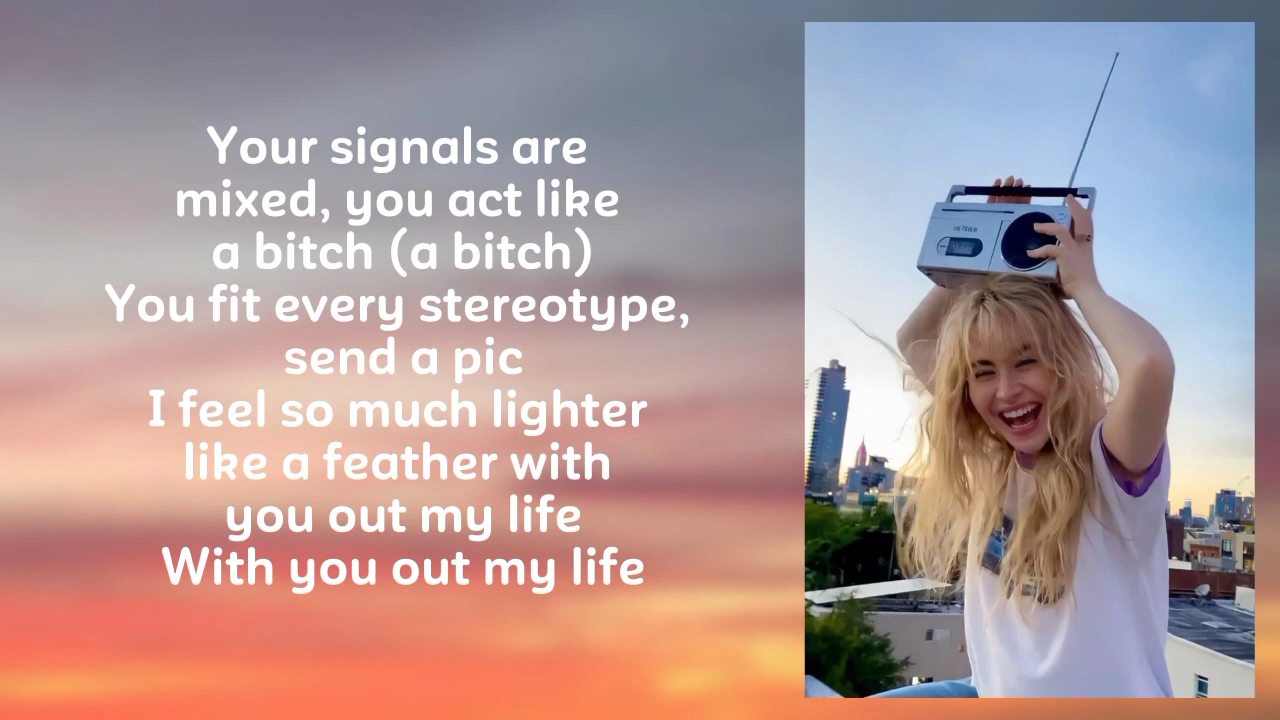 Your signals are
mixed, you act like
a bitch (a bitch)
You fit every stereotype,
send a pic
I feel so much lighter
like a feather with
you out my life
With you out my life